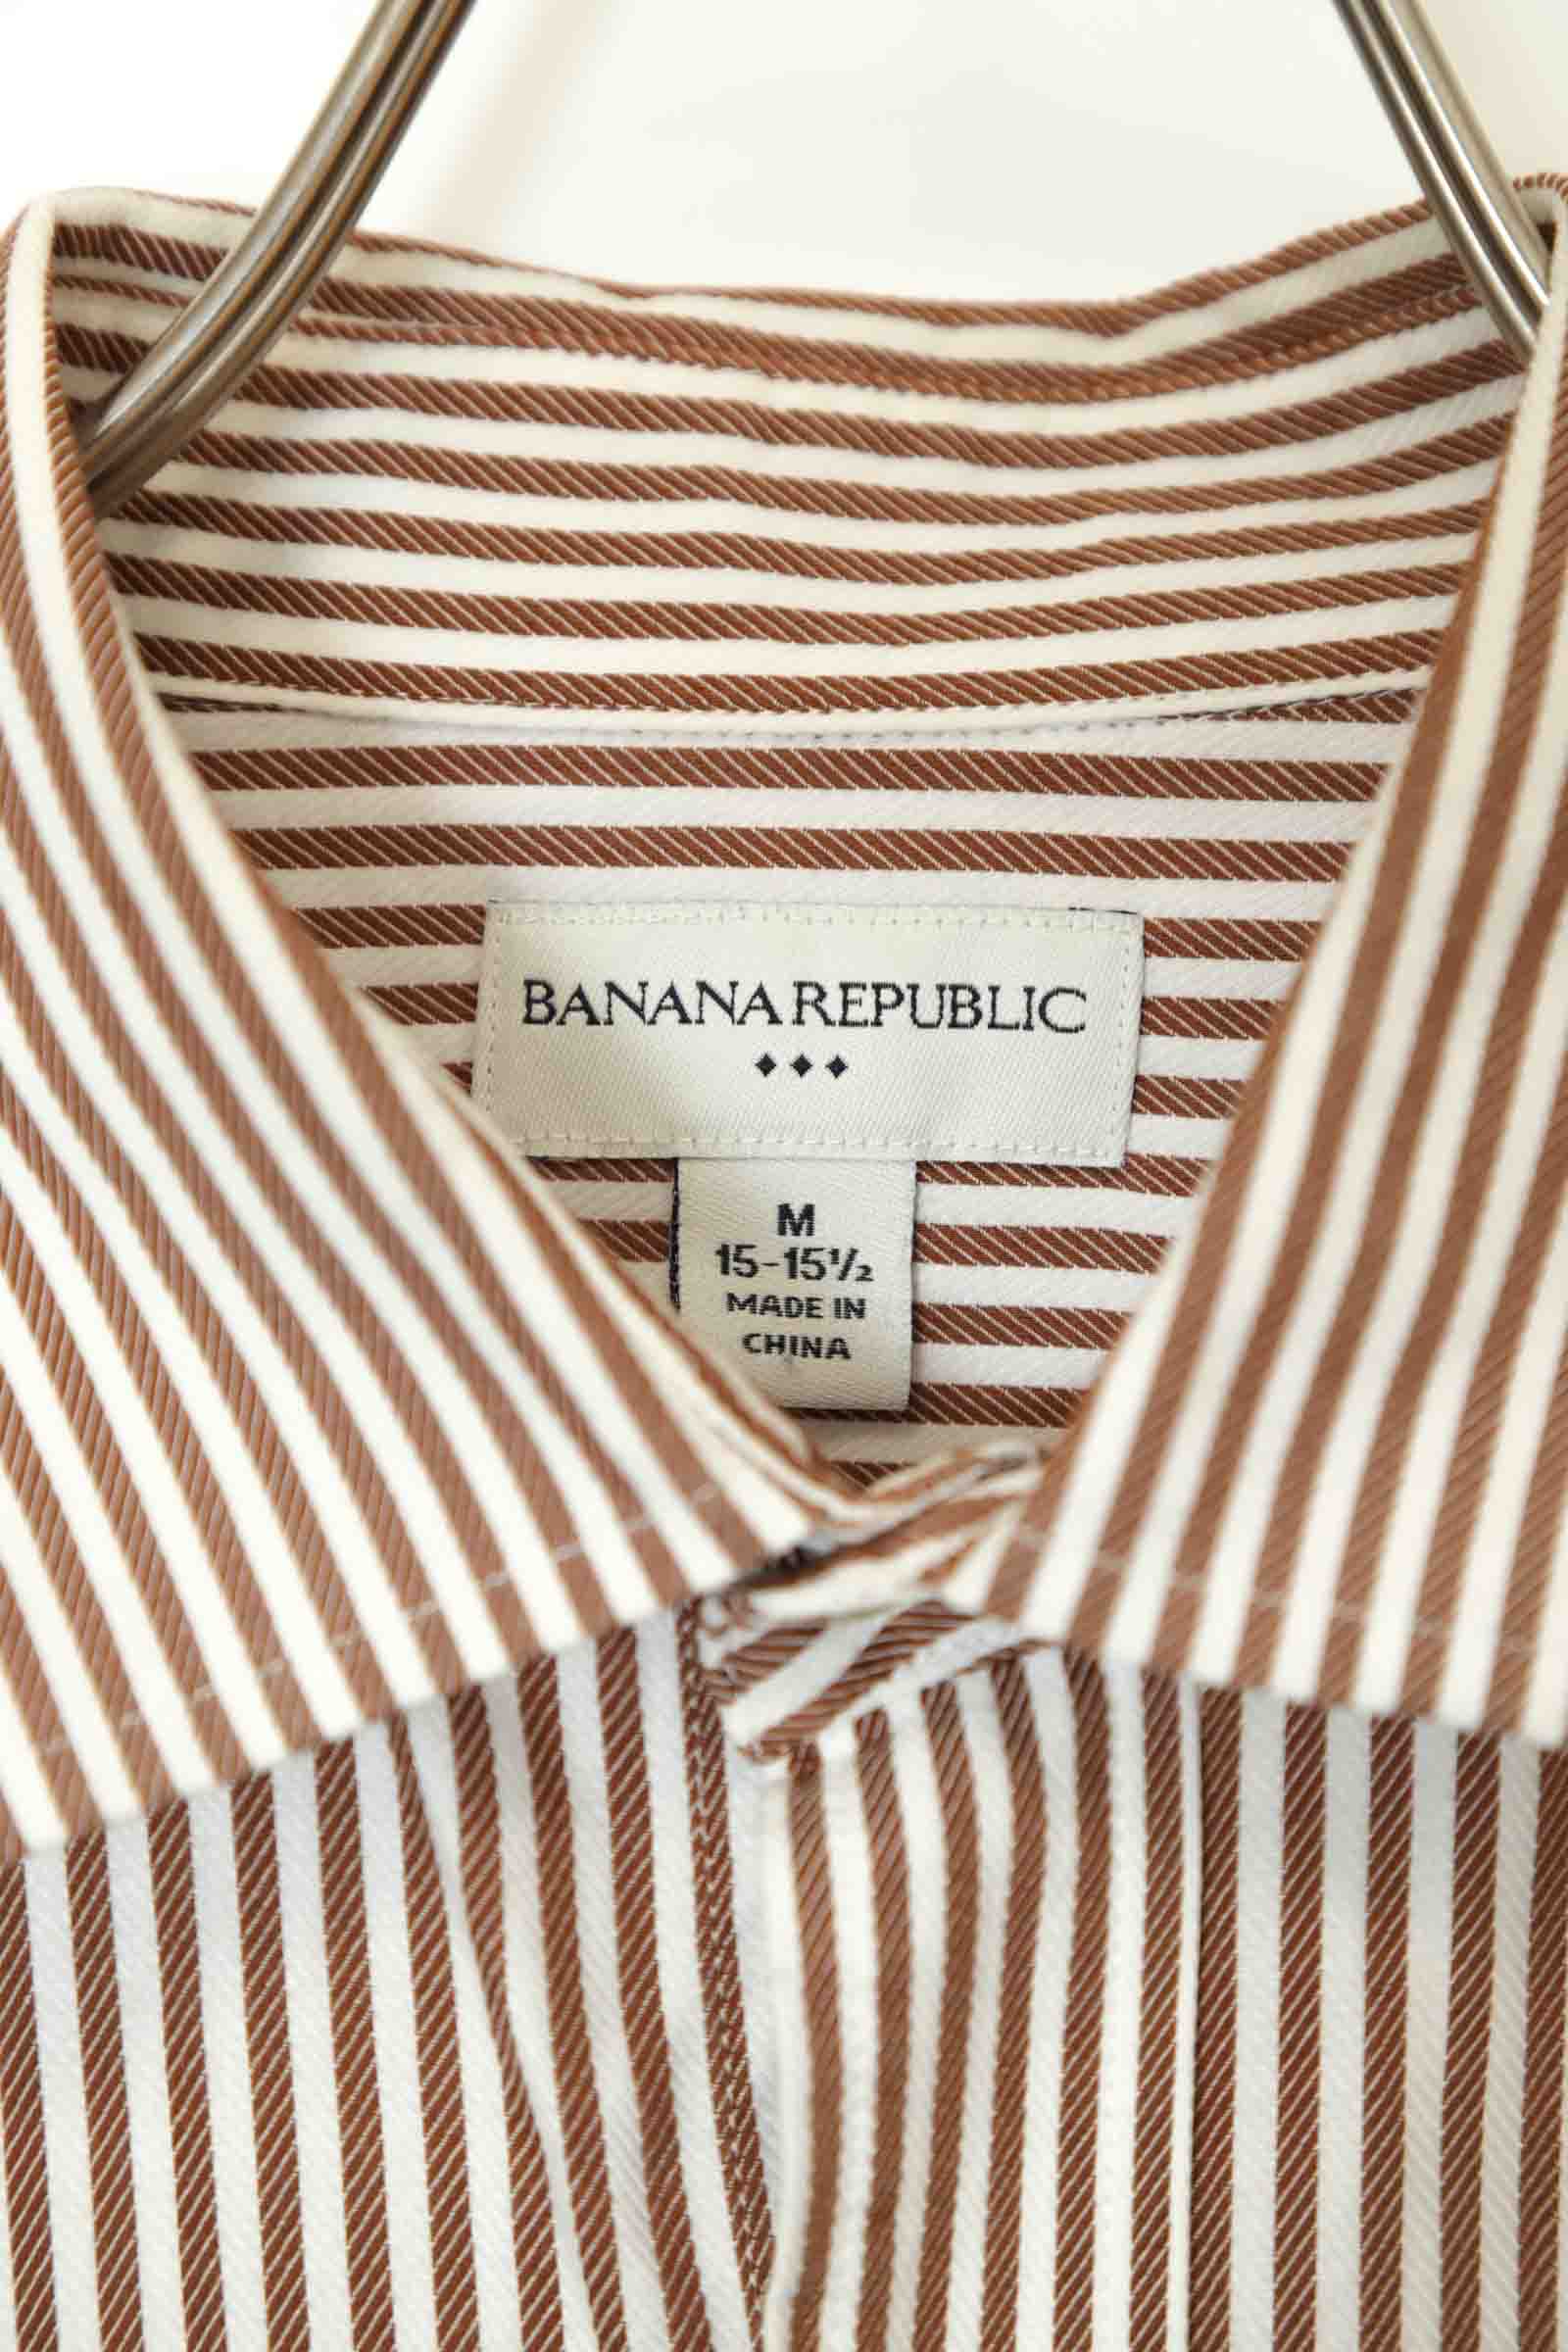 BANANA REPUBLIC
♦♦♦
M
15-15½
MADE IN
CHINA